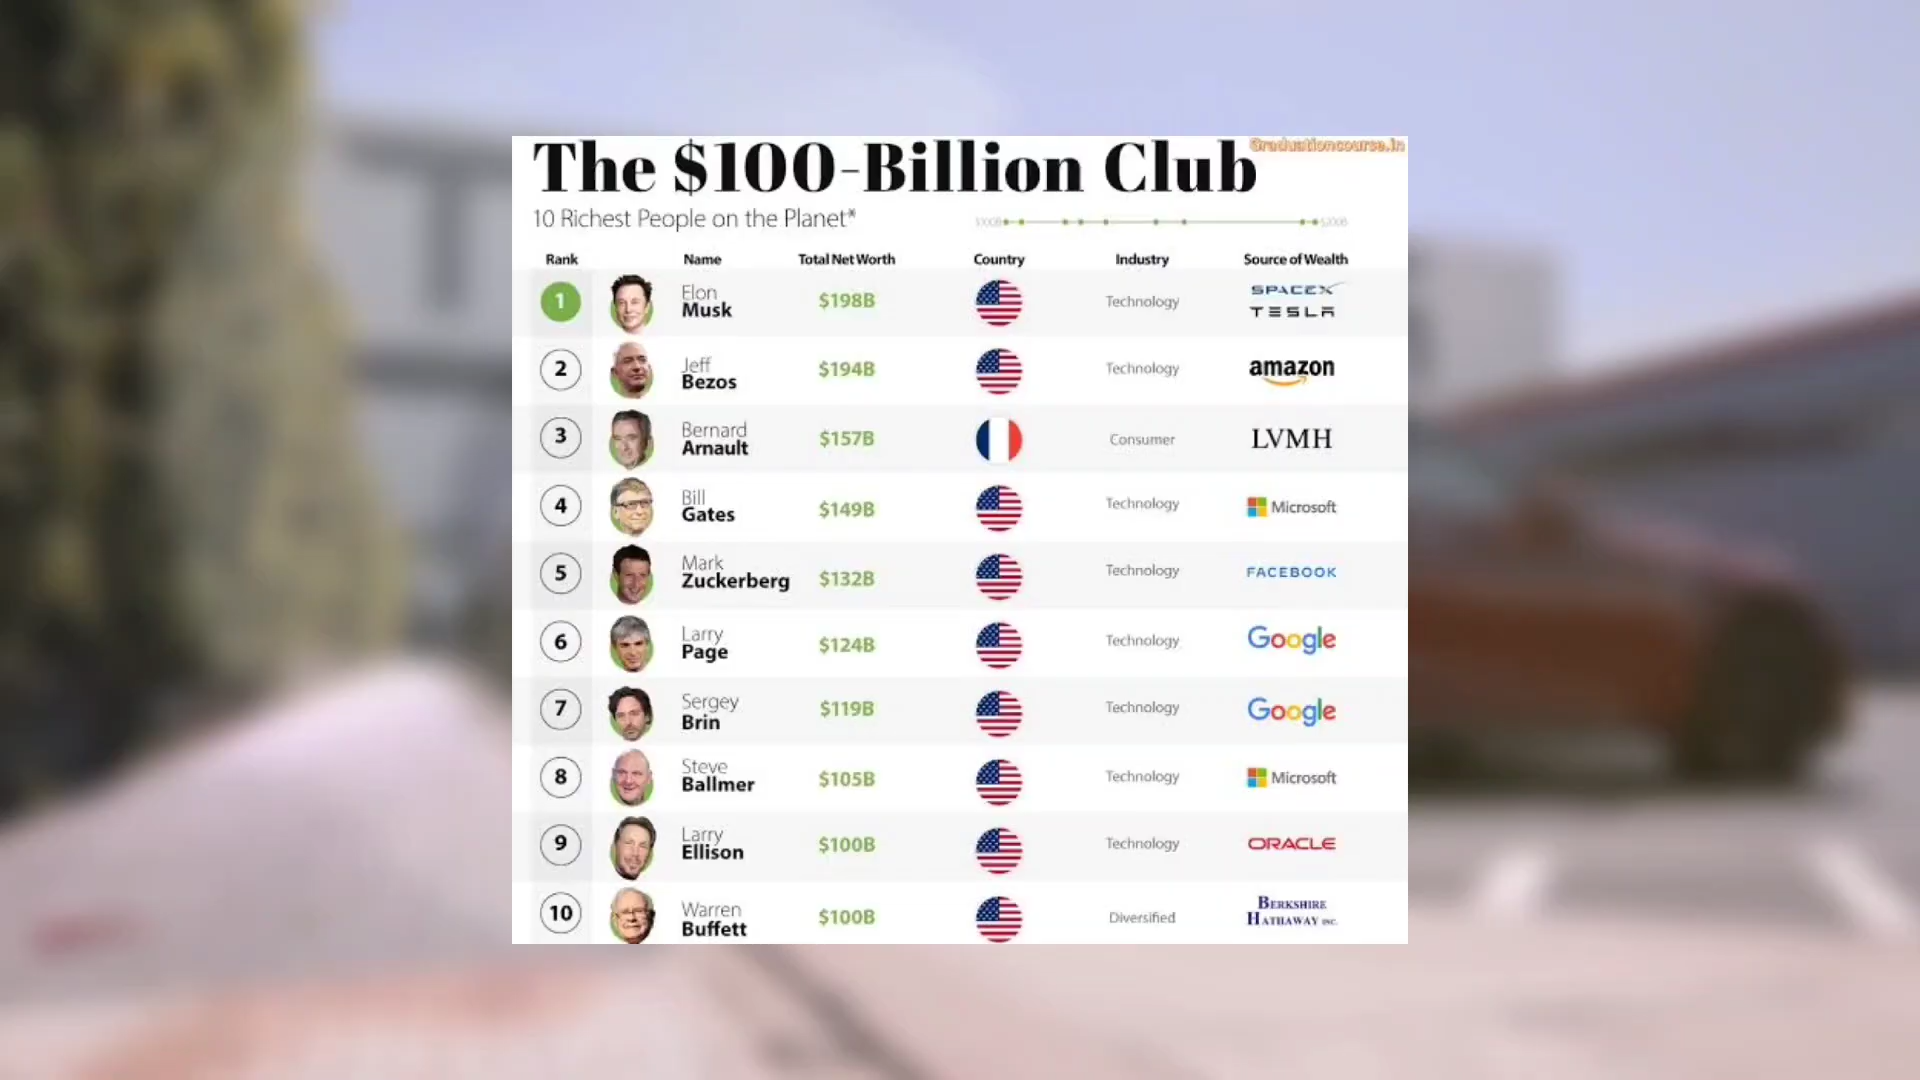 The $100-Billion Club
Graduationcourse.in
10 Richest People on the Planet*
$100B $200B
Rank Name Total Net Worth Country Industry Source of Wealth
1 Elon Musk $198B Technology SPACEX TESLA
2 Jeff Bezos $194B Technology amazon
3 Bernard Arnault $157B Consumer LVMH
4 Bill Gates $149B Technology Microsoft
5 Mark Zuckerberg $132B Technology FACEBOOK
6 Larry Page $124B Technology Google
7 Sergey Brin $119B Technology Google
8 Steve Ballmer $105B Technology Microsoft
9 Larry Ellison $100B Technology ORACLE
10 Warren Buffett $100B Diversified BERKSHIRE HATHAWAY INC.